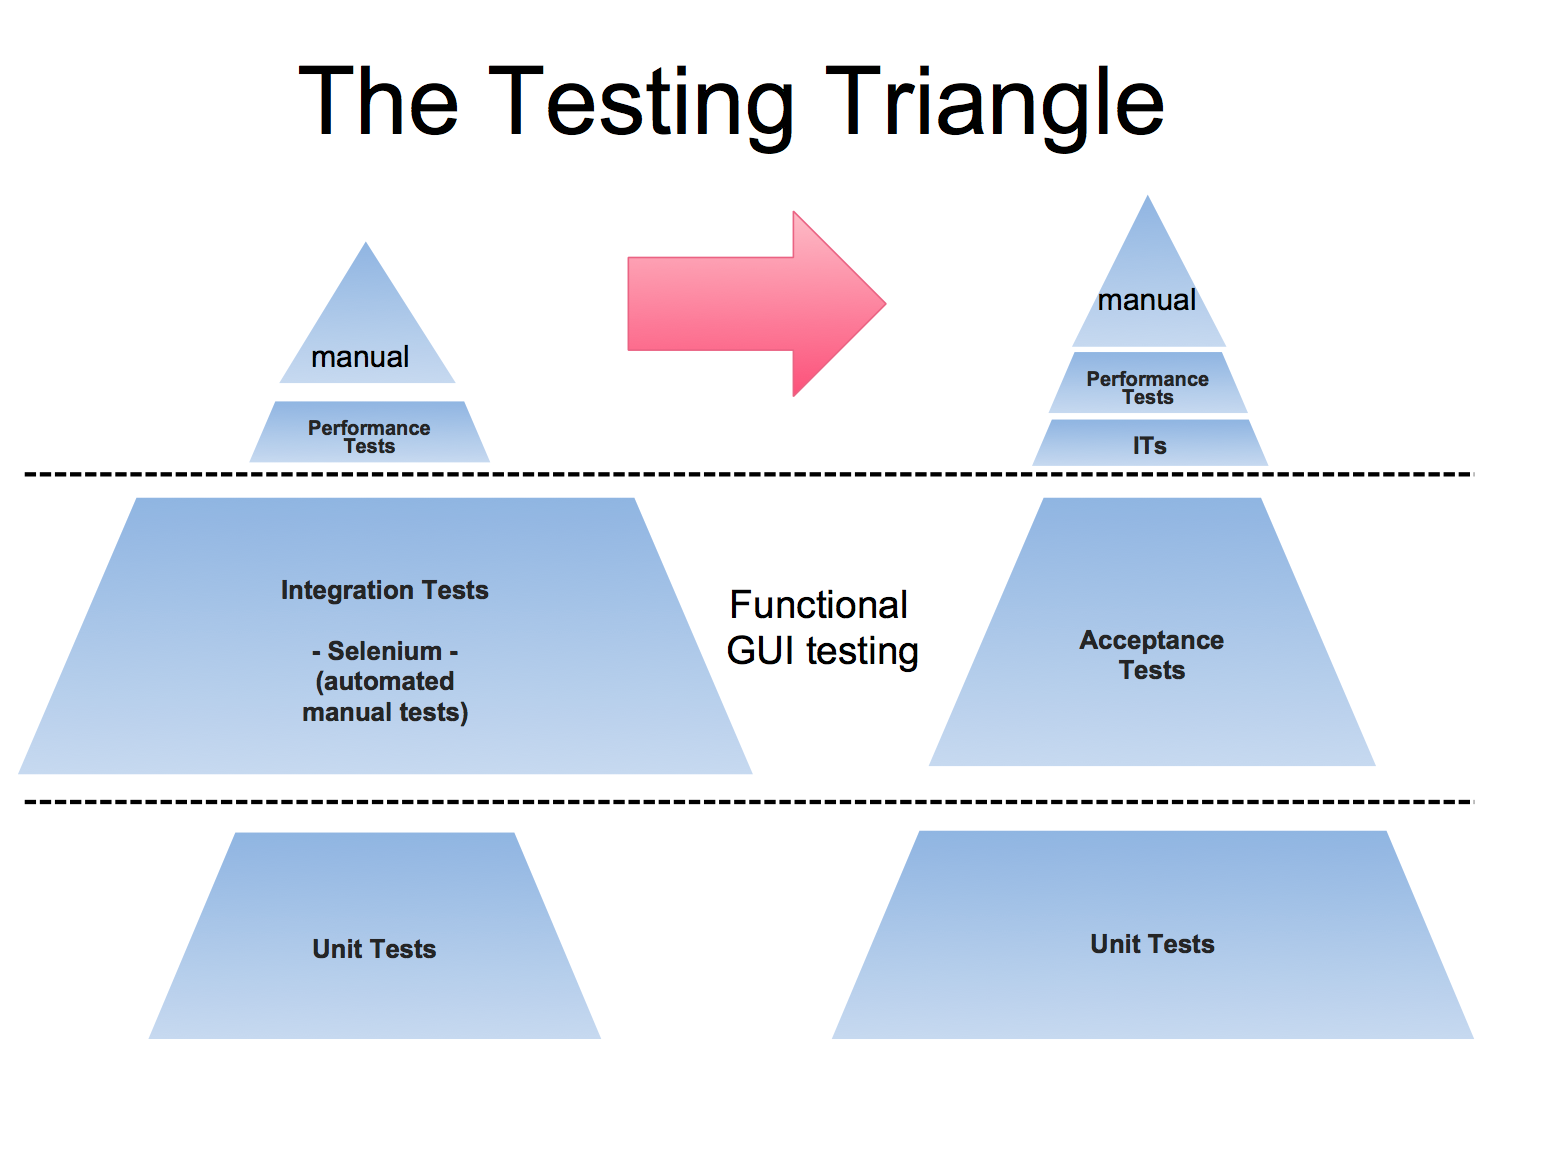 The Testing Triangle
manual
Performance
Tests
manual
Performance
Tests
ITs
Integration Tests
- Selenium -
(automated
manual tests)
Functional
GUI testing
Acceptance
Tests
Unit Tests
Unit Tests